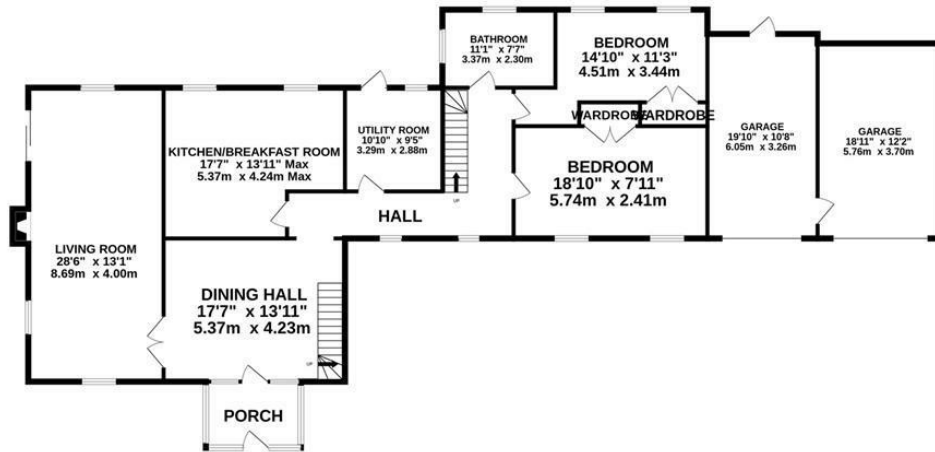 BATHROOM
11'1" x 7'7"
3.37m x 2.30m
BEDROOM
14'10" x 11'3"
4.51m x 3.44m
WARDROBE
WARDROBE
UTILITY ROOM
10'10" x 9'5"
3.29m x 2.88m
KITCHEN/BREAKFAST ROOM
17'7" x 13'11" Max
5.37m x 4.24m Max
GARAGE
19'10" x 10'8"
6.05m x 3.26m
GARAGE
18'11" x 12'2"
5.76m x 3.70m
BEDROOM
18'10" x 7'11"
5.74m x 2.41m
UP
HALL
LIVING ROOM
28'6" x 13'1"
8.69m x 4.00m
DINING HALL
17'7" x 13'11"
5.37m x 4.23m
UP
PORCH